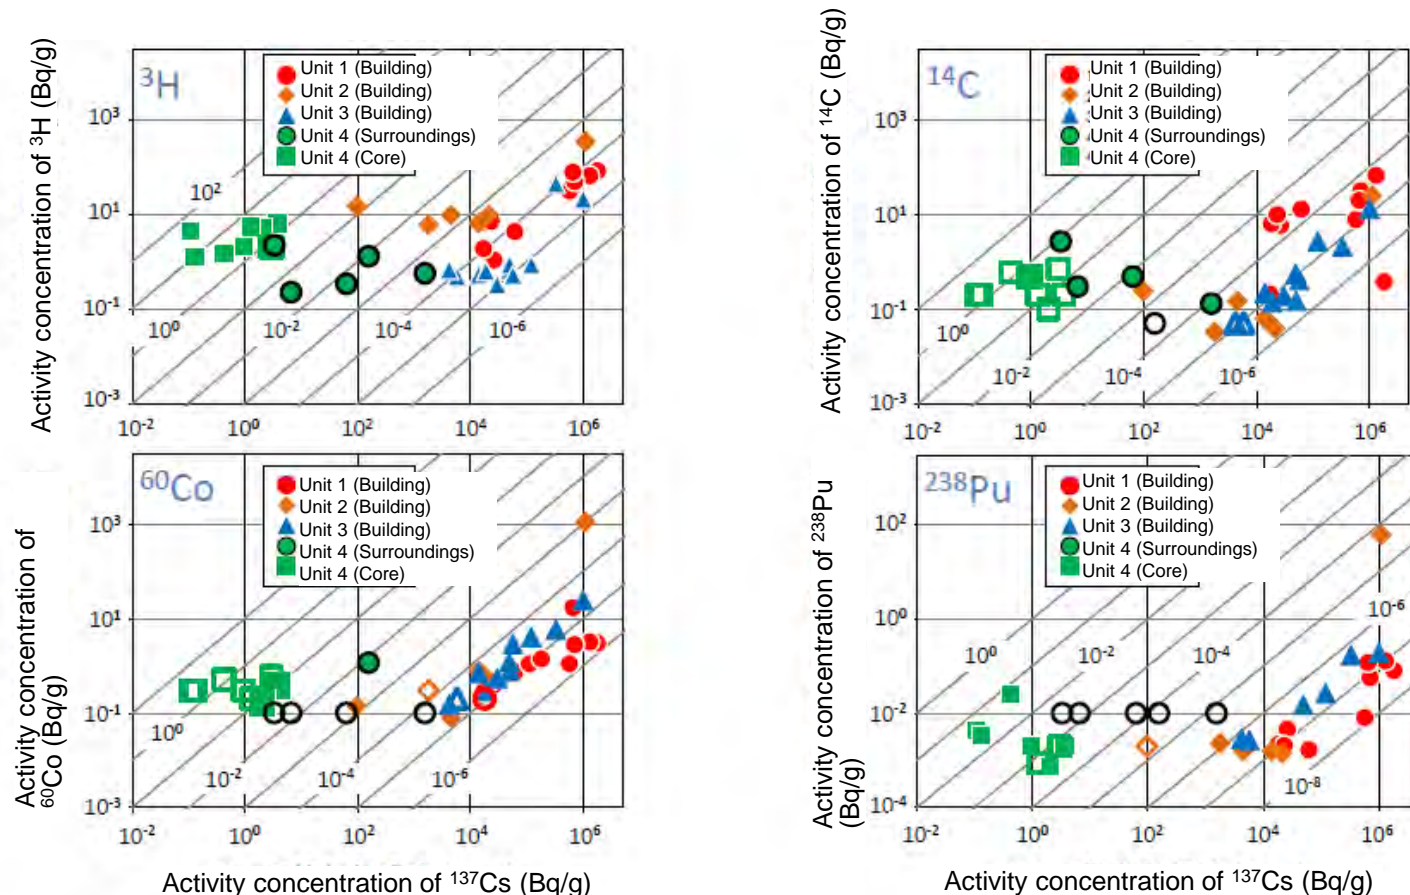 Activity concentration of ³H (Bq/g)
³H
Unit 1 (Building)
Unit 2 (Building)
Unit 3 (Building)
Unit 4 (Surroundings)
Unit 4 (Core)
10³
10¹
10⁻¹
10⁻³
10²
10⁰
10⁻²
10⁻⁴
10⁻⁶
10⁻² 10⁰ 10² 10⁴ 10⁶
Activity concentration of ¹⁴C (Bq/g)
¹⁴C
Unit 1 (Building)
Unit 2 (Building)
Unit 3 (Building)
Unit 4 (Surroundings)
Unit 4 (Core)
10³
10¹
10⁻¹
10⁻³
10⁰
10⁻²
10⁻⁴
10⁻⁶
10⁻² 10⁰ 10² 10⁴ 10⁶
Activity concentration of
⁶⁰Co (Bq/g)
⁶⁰Co
Unit 1 (Building)
Unit 2 (Building)
Unit 3 (Building)
Unit 4 (Surroundings)
Unit 4 (Core)
10³
10¹
10⁻¹
10⁻³
10⁰
10⁻²
10⁻⁴
10⁻⁶
10⁻² 10⁰ 10² 10⁴ 10⁶
Activity concentration of ¹³⁷Cs (Bq/g)
Activity concentration of ²³⁸Pu
(Bq/g)
²³⁸Pu
Unit 1 (Building)
Unit 2 (Building)
Unit 3 (Building)
Unit 4 (Surroundings)
Unit 4 (Core)
10²
10⁰
10⁻²
10⁻⁴
10⁰
10⁻²
10⁻⁴
10⁻⁶
10⁻⁸
10⁻² 10⁰ 10² 10⁴ 10⁶
Activity concentration of ¹³⁷Cs (Bq/g)